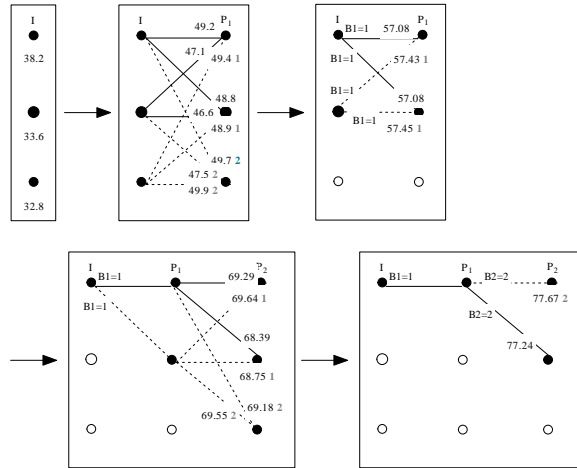 I
38.2
33.6
32.8
I P1
49.2
49.4 1
47.1
48.8
46.6
48.9 1
49.7 2
47.5 2
49.9 2
I P1
B1=1 57.08
B1=1 57.43 1
B1=1 57.08
B1=1 57.45 1
I P1 P2
B1=1 69.29
B1=1 69.64 1
68.39
68.75 1
69.18 2
69.55 2
I P1 P2
B1=1 B2=2
77.67 2
B2=2
77.24